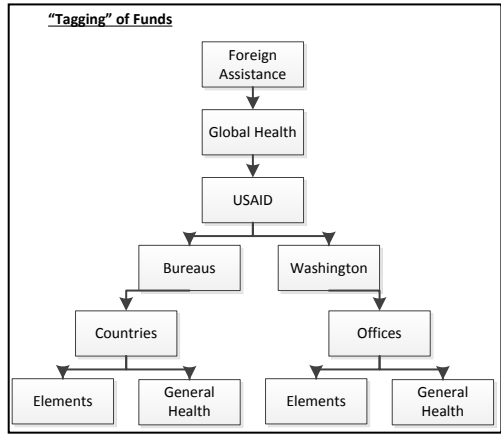 “Tagging” of Funds
Foreign
Assistance
Global Health
USAID
Bureaus
Washington
Countries
Offices
Elements
General
Health
Elements
General
Health